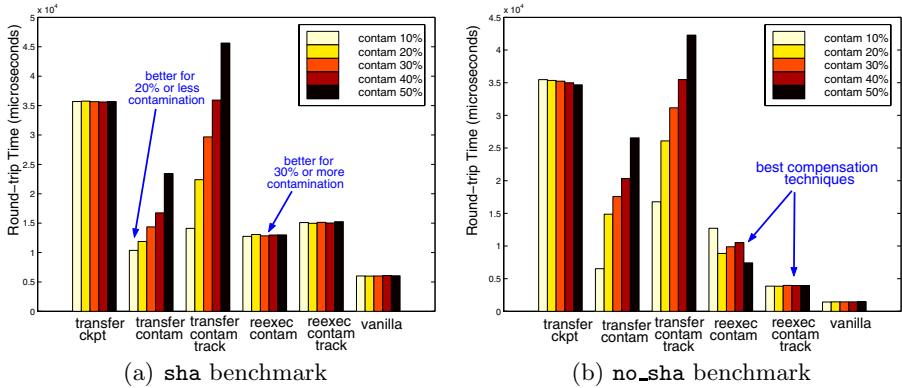 x 10⁴
5
4.5
4
3.5
3
2.5
2
1.5
1
0.5
0
Round−trip Time (microseconds)
contam 10%
contam 20%
contam 30%
contam 40%
contam 50%
better for
20% or less
contamination
better for
30% or more
contamination
transfer
ckpt
transfer
contam
transfer
contam
track
reexec
contam
reexec
contam
track
vanilla
(a) sha benchmark
x 10⁴
4.5
4
3.5
3
2.5
2
1.5
1
0.5
0
Round−trip Time (microseconds)
contam 10%
contam 20%
contam 30%
contam 40%
contam 50%
best compensation
techniques
transfer
ckpt
transfer
contam
transfer
contam
track
reexec
contam
reexec
contam
track
vanilla
(b) no_sha benchmark